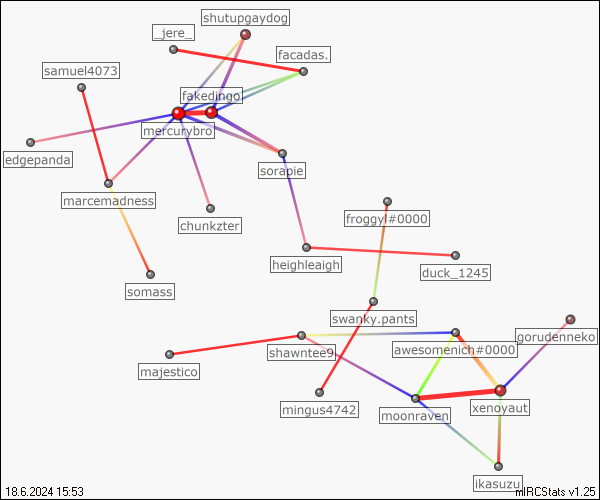 shutupgaydog
_jere_
facadas.
samuel4073
fakedingo
mercurybro
edgepanda
sorapie
marcemadness
froggyl#0000
chunkzter
heighleaigh
duck_1245
somass
swanky.pants
gorudenneko
shawntee9
awesomenich#0000
majestico
mingus4742
xenoyaut
moonraven
ikasuzu
18.6.2024 15:53
mIRCStats v1.25